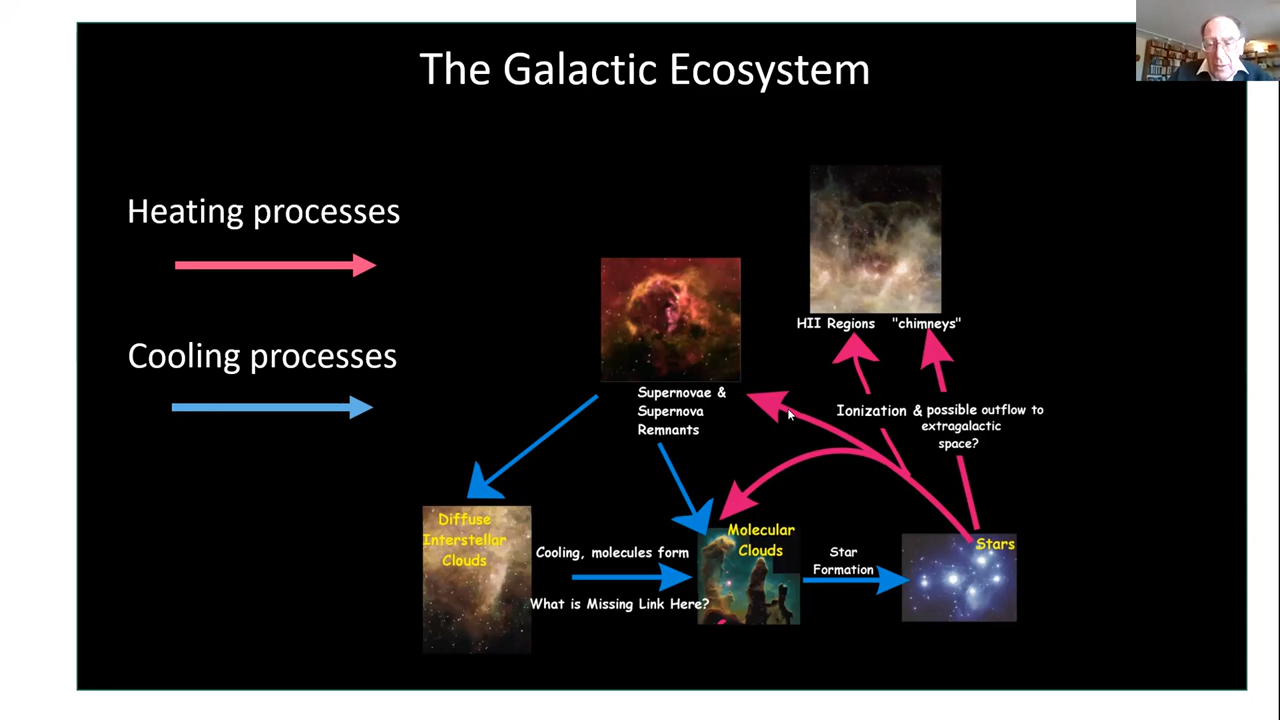 The Galactic Ecosystem
Heating processes
Cooling processes
HII Regions "chimneys"
Supernovae &
Supernova
Remnants
Ionization & possible outflow to
extragalactic
space?
Diffuse
Interstellar
Clouds
Cooling, molecules form
What is Missing Link Here?
Molecular
Clouds
Star
Formation
Stars